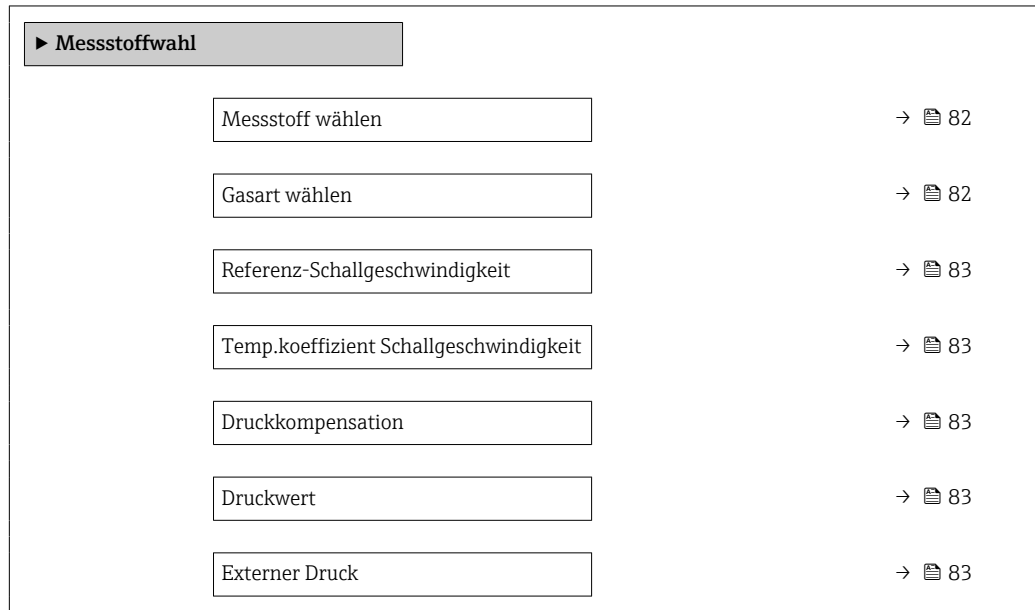 ▶ Messstoffwahl
Messstoff wählen → 82
Gasart wählen → 82
Referenz-Schallgeschwindigkeit → 83
Temp.koeffizient Schallgeschwindigkeit → 83
Druckkompensation → 83
Druckwert → 83
Externer Druck → 83